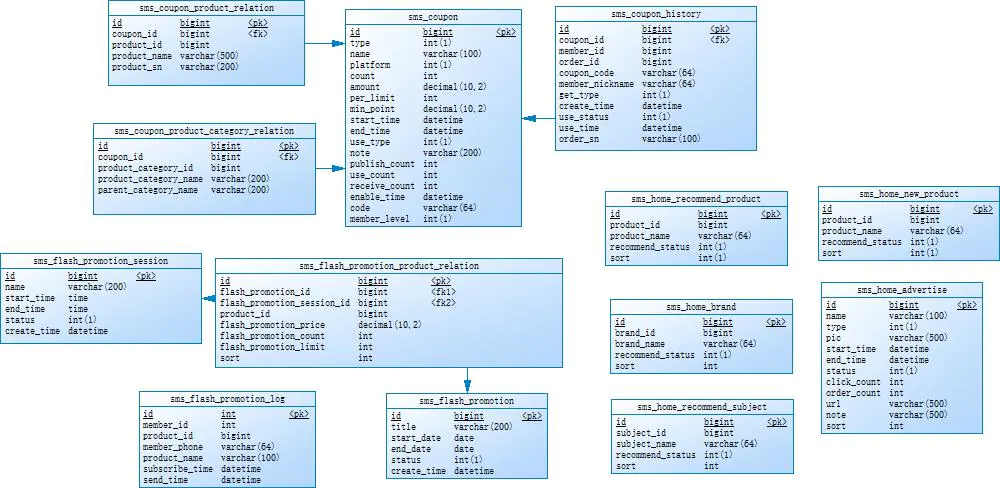 sms_coupon_product_relation
id bigint <pk>
coupon_id bigint <fk>
product_id bigint
product_name varchar(500)
product_sn varchar(200)
sms_coupon
id bigint <pk>
type int(1)
name varchar(100)
platform int(1)
count int
amount decimal(10,2)
per_limit int
min_point decimal(10,2)
start_time datetime
end_time datetime
use_type int(1)
note varchar(200)
publish_count int
use_count int
receive_count int
enable_time datetime
code varchar(64)
member_level int(1)
sms_coupon_history
id bigint <pk>
coupon_id bigint <fk>
member_id bigint
order_id bigint
coupon_code varchar(64)
member_nickname varchar(64)
get_type int(1)
create_time datetime
use_status int(1)
use_time datetime
order_sn varchar(100)
sms_coupon_product_category_relation
id bigint <pk>
coupon_id bigint <fk>
product_category_id bigint
product_category_name varchar(200)
parent_category_name varchar(200)
sms_home_recommend_product
id bigint <pk>
product_id bigint
product_name varchar(64)
recommend_status int(1)
sort int(1)
sms_home_new_product
id bigint <pk>
product_id bigint
product_name varchar(64)
recommend_status int(1)
sort int(1)
sms_flash_promotion_session
id bigint <pk>
name varchar(200)
start_time time
end_time time
status int(1)
create_time datetime
sms_flash_promotion_product_relation
id bigint <pk>
flash_promotion_id bigint <fk1>
flash_promotion_session_id bigint <fk2>
product_id bigint
flash_promotion_price decimal(10,2)
flash_promotion_count int
flash_promotion_limit int
sort int
sms_home_brand
id bigint <pk>
brand_id bigint
brand_name varchar(64)
recommend_status int(1)
sort int
sms_home_advertise
id bigint <pk>
name varchar(100)
type int(1)
pic varchar(500)
start_time datetime
end_time datetime
status int(1)
click_count int
order_count int
url varchar(500)
note varchar(500)
sort int
sms_flash_promotion_log
id int <pk>
member_id int
product_id bigint
member_phone varchar(64)
product_name varchar(100)
subscribe_time datetime
send_time datetime
sms_flash_promotion
id bigint <pk>
title varchar(200)
start_date date
end_date date
status int(1)
create_time datetime
sms_home_recommend_subject
id bigint <pk>
subject_id bigint
subject_name varchar(64)
recommend_status int(1)
sort int